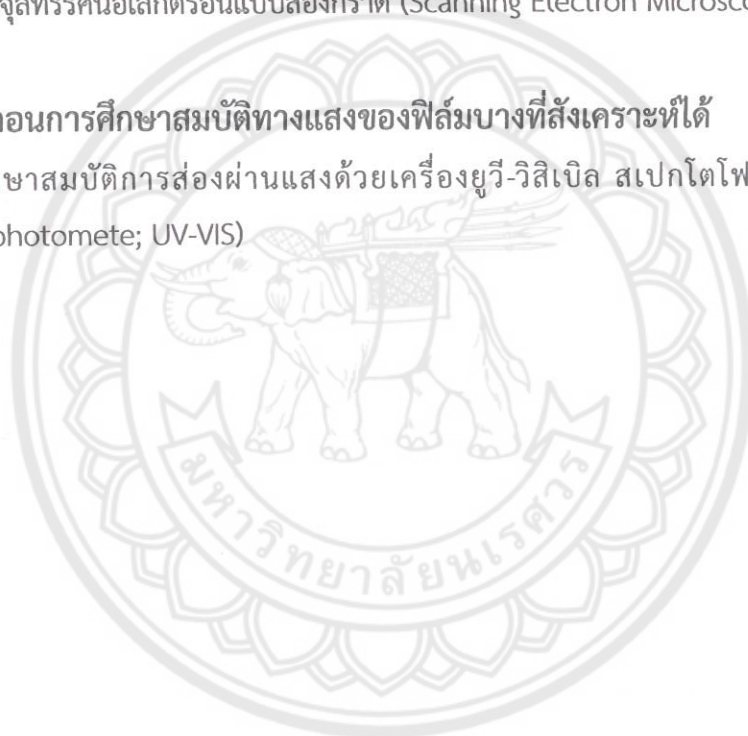 จุลทรรศน์อิเล็กตรอนแบบส่องกราด (Scanning Electron
อนการศึกษาสมบัติทางแสงของฟิล์มบางที่สังเคราะห์ได้
ษาสมบัติการส่องผ่านแสงด้วยเครื่องยูวี-วิสิเบิล สเปกโตโฟ
photomete; UV-VIS)
มหาวิทยาลัยนเรศวร